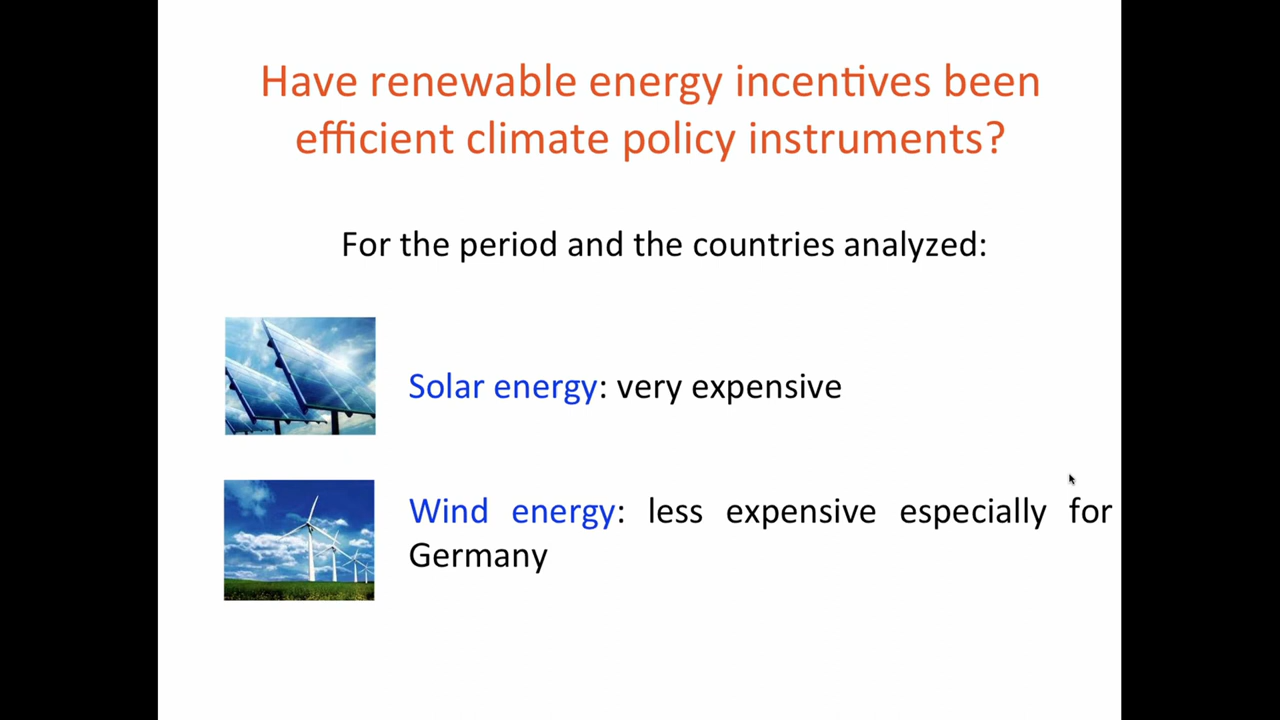 Have renewable energy incentives been
efficient climate policy instruments?
For the period and the countries analyzed:
Solar energy: very expensive
Wind energy: less expensive especially for
Germany